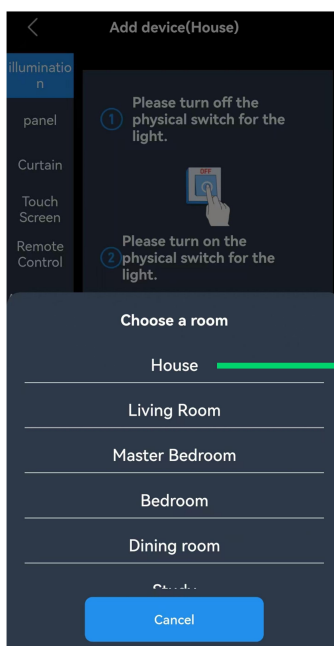 Add device(House)
illuminatio
n
panel
Curtain
Touch
Screen
Remote
Control
1
Please turn off the
physical switch for the
light.
OFF
2
Please turn on the
physical switch for the
light.
Choose a room
House
Living Room
Master Bedroom
Bedroom
Dining room
Cancel